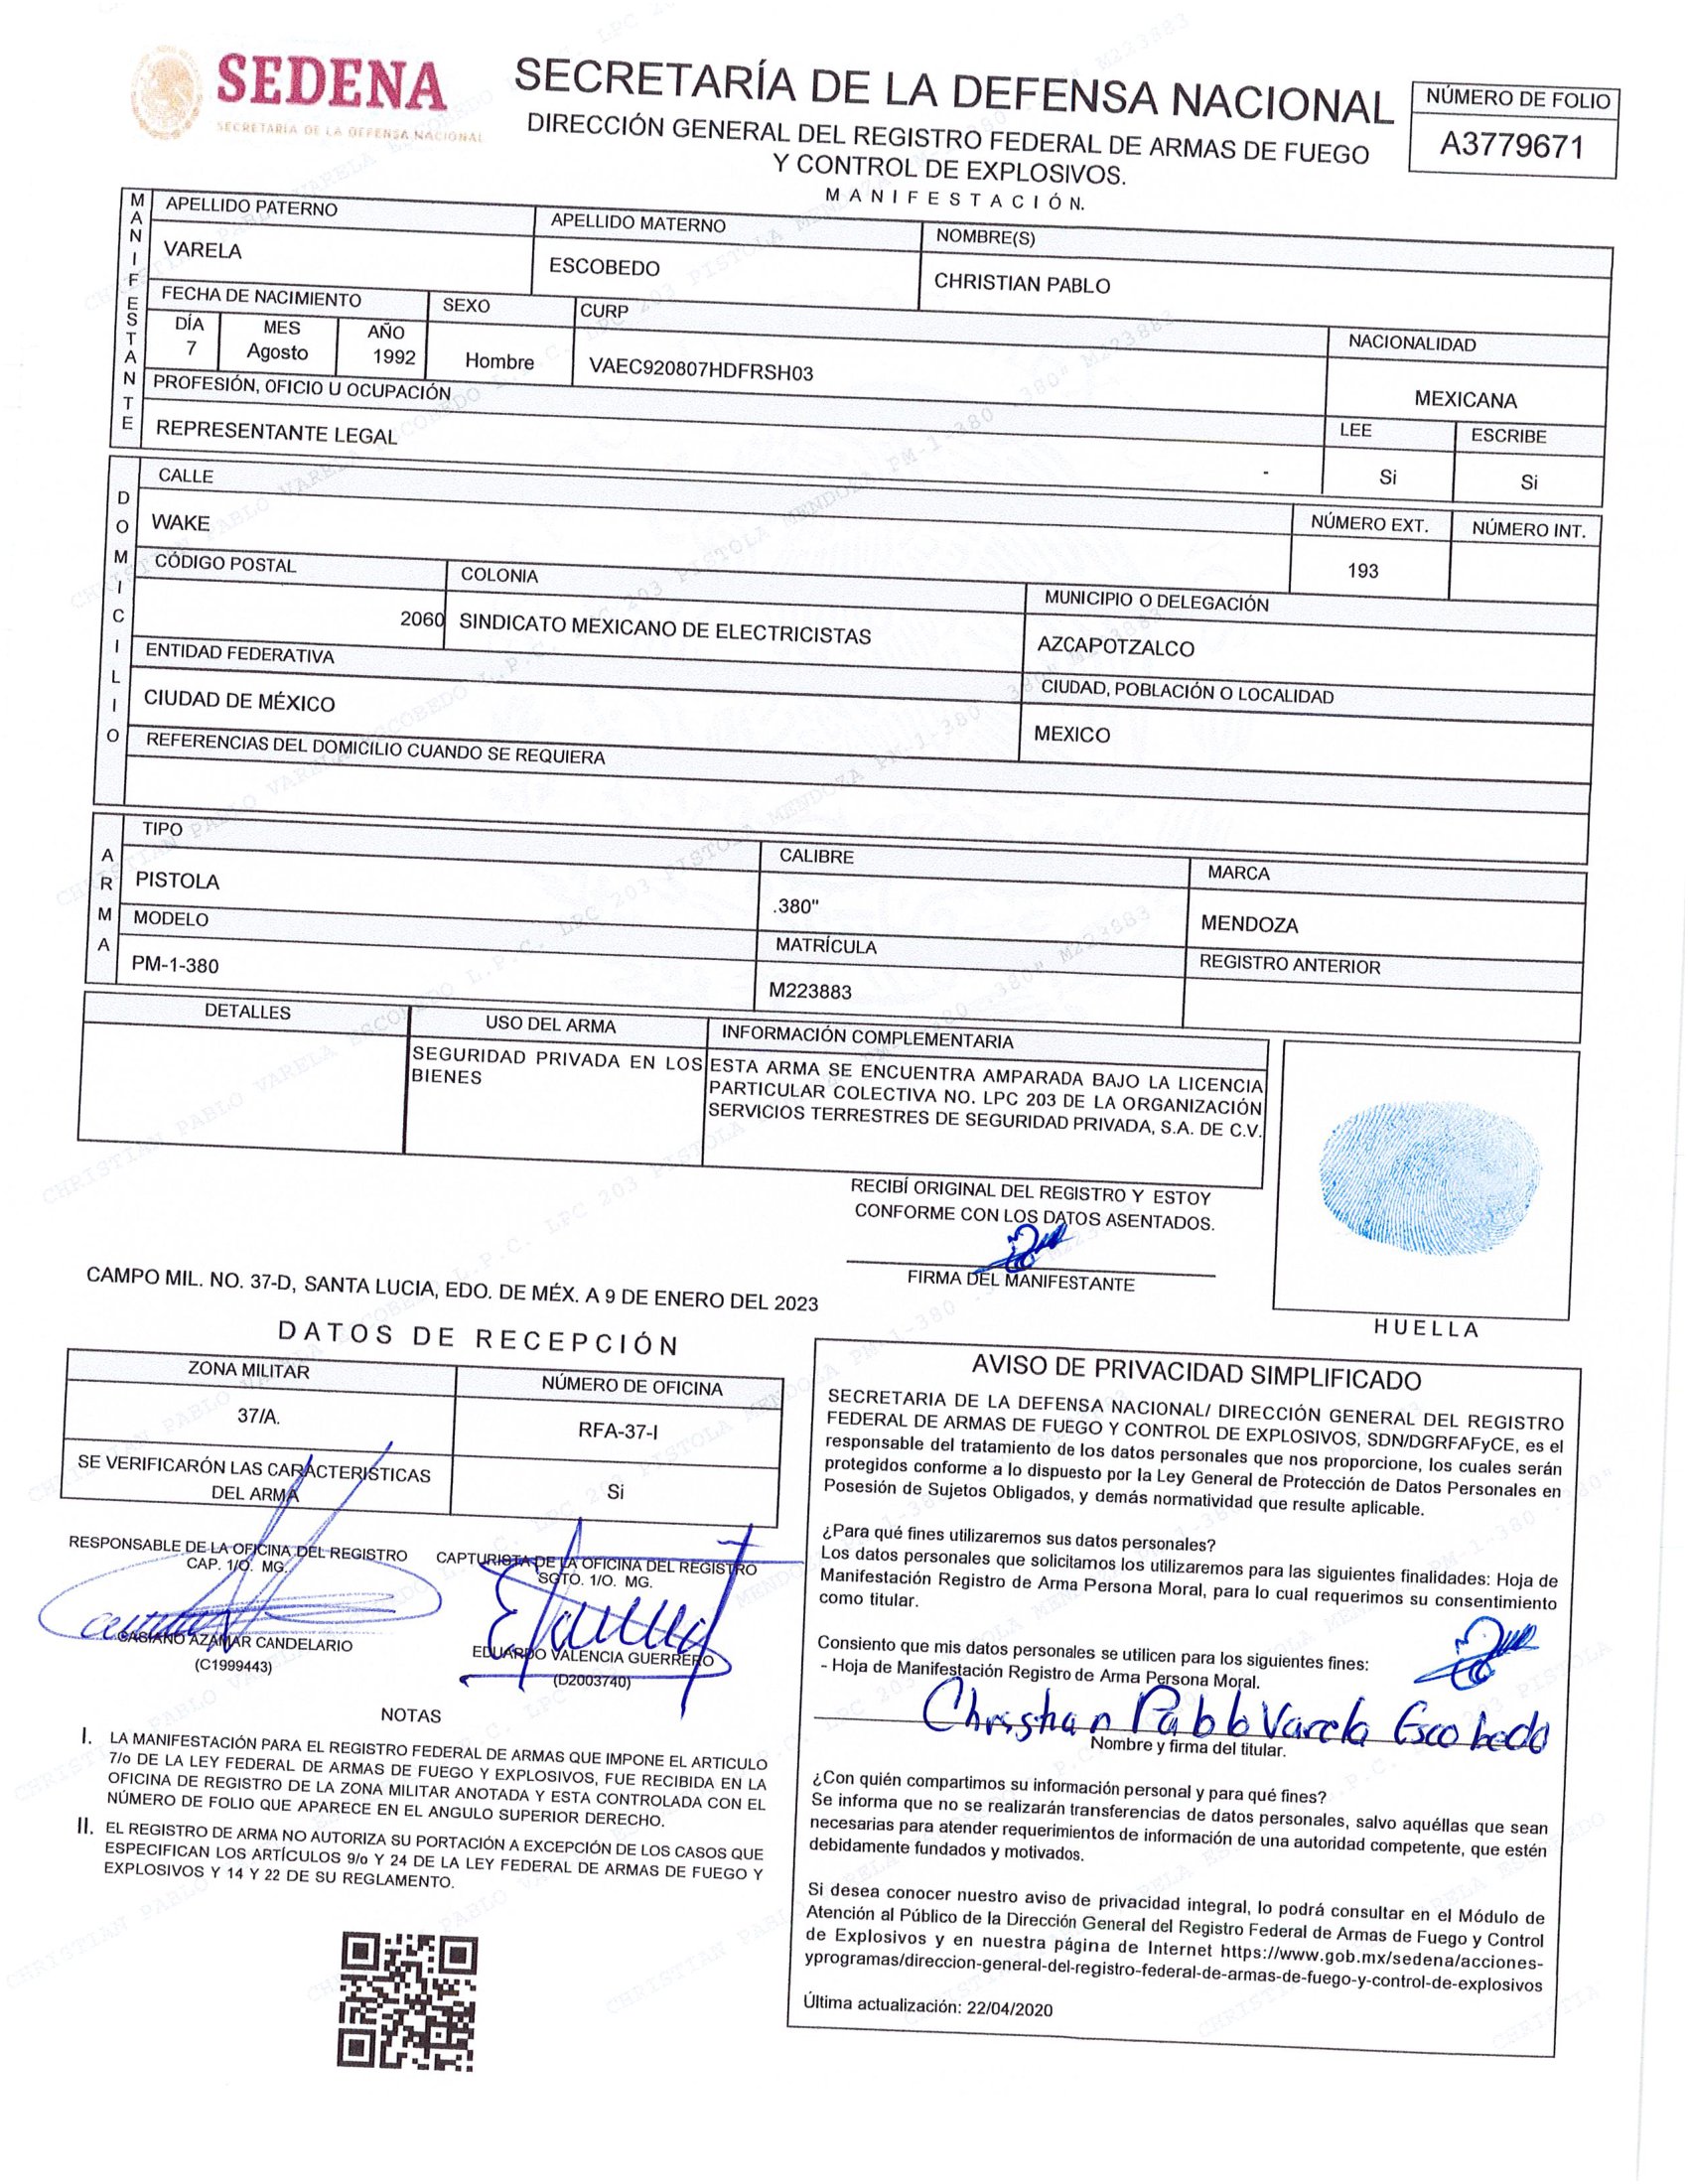 SEDENA
SECRETARÍA DE LA DEFENSA NACIONAL
SECRETARÍA DE LA DEFENSA NACIONAL
DIRECCIÓN GENERAL DEL REGISTRO FEDERAL DE ARMAS DE FUEGO
Y CONTROL DE EXPLOSIVOS.
MANIFESTACIÓN.
NÚMERO DE FOLIO
A3779671
MANIFESTANTE
APELLIDO PATERNO APELLIDO MATERNO NOMBRE(S)
VARELA ESCOBEDO CHRISTIAN PABLO
FECHA DE NACIMIENTO SEXO CURP NACIONALIDAD
DÍA MES AÑO
7 Agosto 1992 Hombre VAEC920807HDFRSH03 MEXICANA
PROFESIÓN, OFICIO U OCUPACIÓN LEE ESCRIBE
REPRESENTANTE LEGAL - Si Si
DOMICILIO
CALLE NÚMERO EXT. NÚMERO INT.
WAKE 193
CÓDIGO POSTAL COLONIA MUNICIPIO O DELEGACIÓN
2060 SINDICATO MEXICANO DE ELECTRICISTAS AZCAPOTZALCO
ENTIDAD FEDERATIVA CIUDAD, POBLACIÓN O LOCALIDAD
CIUDAD DE MÉXICO MEXICO
REFERENCIAS DEL DOMICILIO CUANDO SE REQUIERA
ARMA
TIPO CALIBRE MARCA
PISTOLA .380" MENDOZA
MODELO MATRÍCULA REGISTRO ANTERIOR
PM-1-380 M223883
DETALLES USO DEL ARMA INFORMACIÓN COMPLEMENTARIA
SEGURIDAD PRIVADA EN LOS
BIENES
ESTA ARMA SE ENCUENTRA AMPARADA BAJO LA LICENCIA
PARTICULAR COLECTIVA NO. LPC 203 DE LA ORGANIZACIÓN
SERVICIOS TERRESTRES DE SEGURIDAD PRIVADA, S.A. DE C.V.
RECIBÍ ORIGINAL DEL REGISTRO Y ESTOY
CONFORME CON LOS DATOS ASENTADOS.
FIRMA DEL MANIFESTANTE
HUELLA
CAMPO MIL. NO. 37-D, SANTA LUCIA, EDO. DE MÉX. A 9 DE ENERO DEL 2023
DATOS DE RECEPCIÓN
ZONA MILITAR NÚMERO DE OFICINA
37/A. RFA-37-I
SE VERIFICARÓN LAS CARACTERISTICAS
DEL ARMA
Si
RESPONSABLE DE LA OFICINA DEL REGISTRO
CAP. 1/O. MG.
CASIANO AZAMAR CANDELARIO
(C1999443)
CAPTURISTA DE LA OFICINA DEL REGISTRO
SGTO. 1/O. MG.
EDUARDO VALENCIA GUERRERO
(D2003740)
NOTAS
I. LA MANIFESTACIÓN PARA EL REGISTRO FEDERAL DE ARMAS QUE IMPONE EL ARTICULO
7/o DE LA LEY FEDERAL DE ARMAS DE FUEGO Y EXPLOSIVOS, FUE RECIBIDA EN LA
OFICINA DE REGISTRO DE LA ZONA MILITAR ANOTADA Y ESTA CONTROLADA CON EL
NÚMERO DE FOLIO QUE APARECE EN EL ANGULO SUPERIOR DERECHO.
II. EL REGISTRO DE ARMA NO AUTORIZA SU PORTACIÓN A EXCEPCIÓN DE LOS CASOS QUE
ESPECIFICAN LOS ARTÍCULOS 9/o Y 24 DE LA LEY FEDERAL DE ARMAS DE FUEGO Y
EXPLOSIVOS Y 14 Y 22 DE SU REGLAMENTO.
AVISO DE PRIVACIDAD SIMPLIFICADO
SECRETARIA DE LA DEFENSA NACIONAL/ DIRECCIÓN GENERAL DEL REGISTRO
FEDERAL DE ARMAS DE FUEGO Y CONTROL DE EXPLOSIVOS, SDN/DGRFAFyCE, es el
responsable del tratamiento de los datos personales que nos proporcione, los cuales serán
protegidos conforme a lo dispuesto por la Ley General de Protección de Datos Personales en
Posesión de Sujetos Obligados, y demás normatividad que resulte aplicable.
¿Para qué fines utilizaremos sus datos personales?
Los datos personales que solicitamos los utilizaremos para las siguientes finalidades: Hoja de
Manifestación Registro de Arma Persona Moral, para lo cual requerimos su consentimiento
como titular.
Consiento que mis datos personales se utilicen para los siguientes fines:
- Hoja de Manifestación Registro de Arma Persona Moral.
Christian Pablo Varela Escobedo
Nombre y firma del titular.
¿Con quién compartimos su información personal y para qué fines?
Se informa que no se realizarán transferencias de datos personales, salvo aquéllas que sean
necesarias para atender requerimientos de información de una autoridad competente, que estén
debidamente fundados y motivados.
Si desea conocer nuestro aviso de privacidad integral, lo podrá consultar en el Módulo de
Atención al Público de la Dirección General del Registro Federal de Armas de Fuego y Control
de Explosivos y en nuestra página de Internet https://www.gob.mx/sedena/acciones-
yprogramas/direccion-general-del-registro-federal-de-armas-de-fuego-y-control-de-explosivos
Última actualización: 22/04/2020